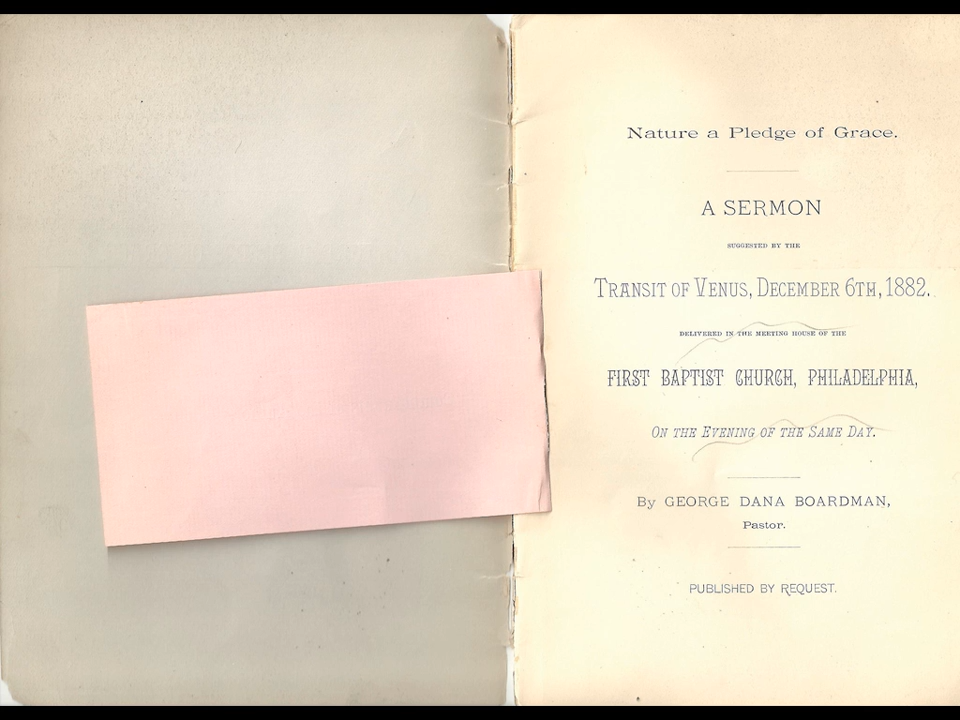 Nature a Pledge of Grace.
A SERMON
SUGGESTED BY THE
TRANSIT OF VENUS, DECEMBER 6TH, 1882.
DELIVERED IN THE MEETING HOUSE OF THE
FIRST BAPTIST CHURCH, PHILADELPHIA,
ON THE EVENING OF THE SAME DAY.
By GEORGE DANA BOARDMAN,
Pastor.
PUBLISHED BY REQUEST.